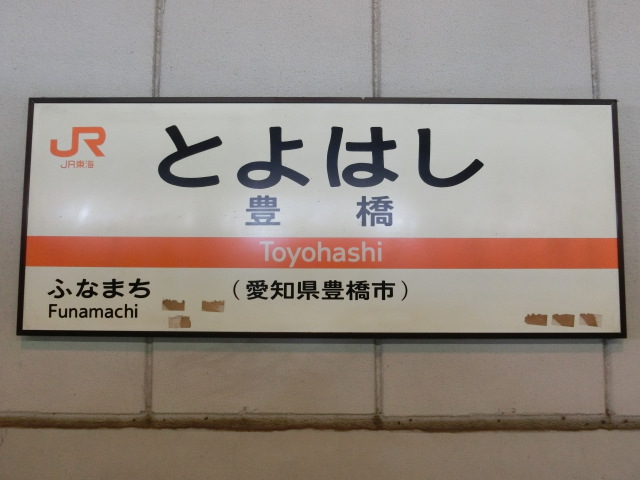 JR
JR東海
とよはし
豊橋
Toyohashi
ふなまち
Funamachi
（愛知県豊橋市）